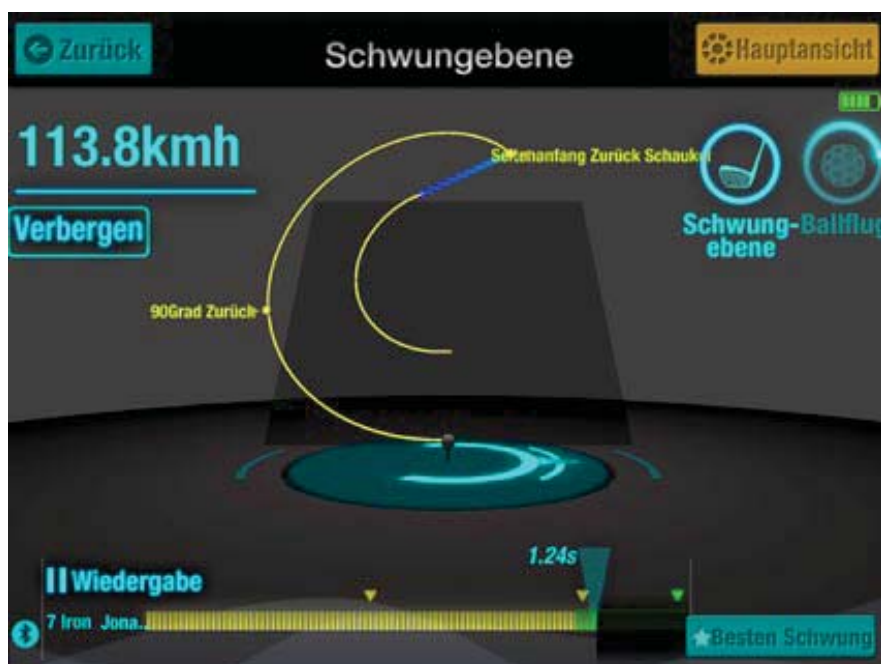 Zurück
Schwungebene
Hauptansicht
113.8kmh
Seitenanfang Zurück Schaukel
Verbergen
Schwung-
ebene
Ballflug
90Grad Zurück
1.24s
Wiedergabe
7 Iron Jona..
Besten Schwung